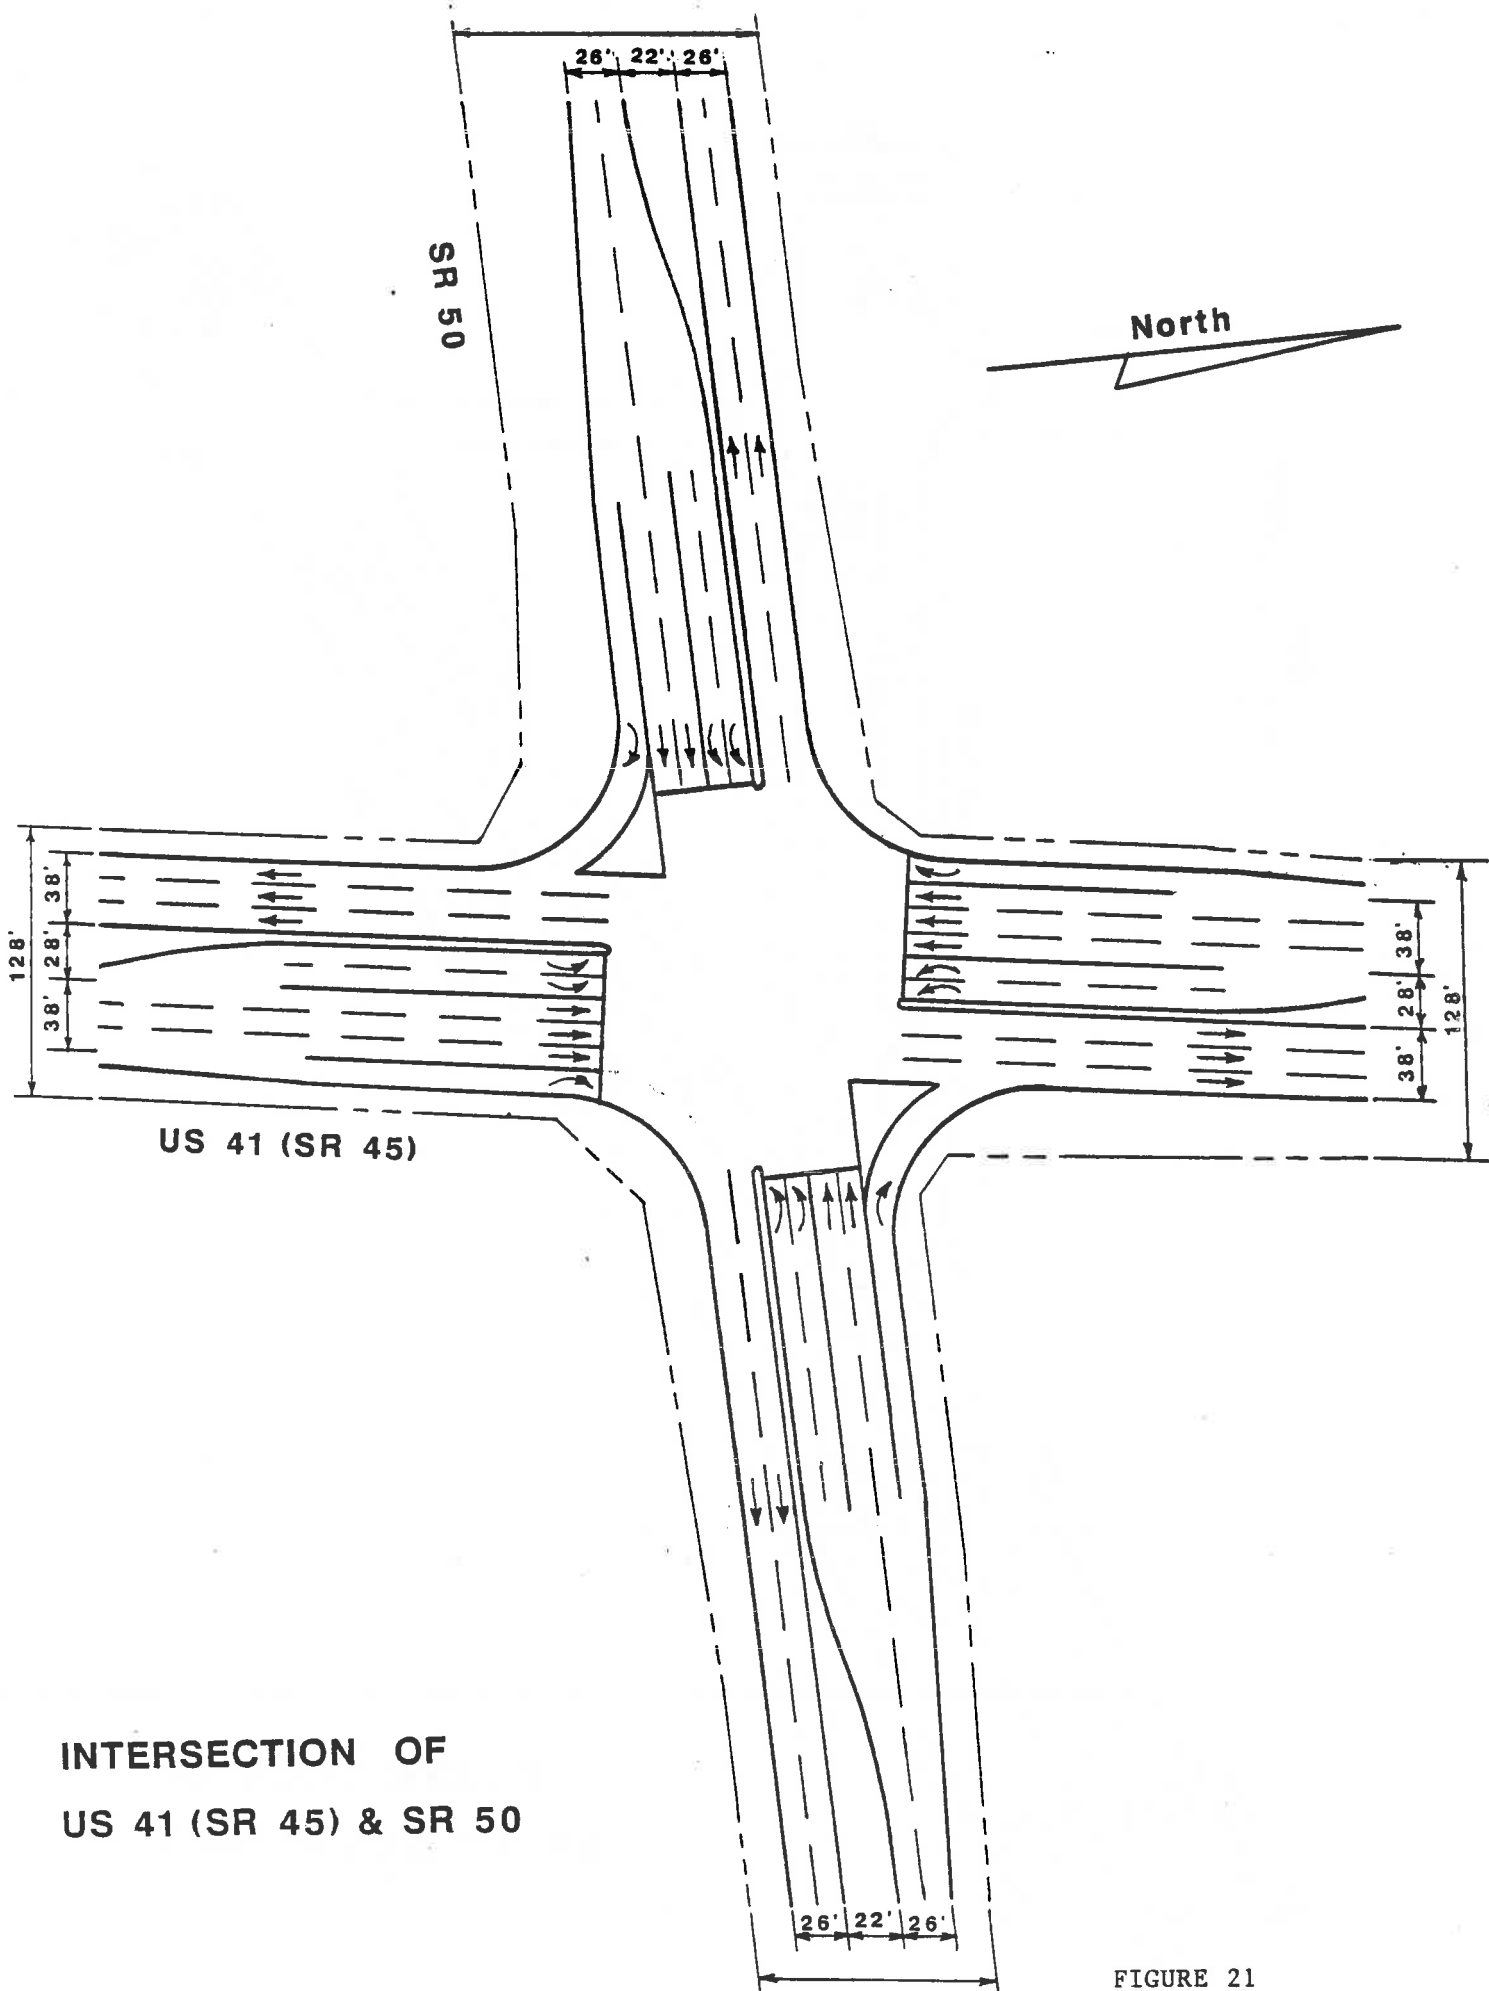 26' 22' 26'
SR 50
North
38'
28'
38'
128'
38'
28'
38'
128'
US 41 (SR 45)
INTERSECTION OF
US 41 (SR 45) & SR 50
26' 22' 26'
FIGURE 21